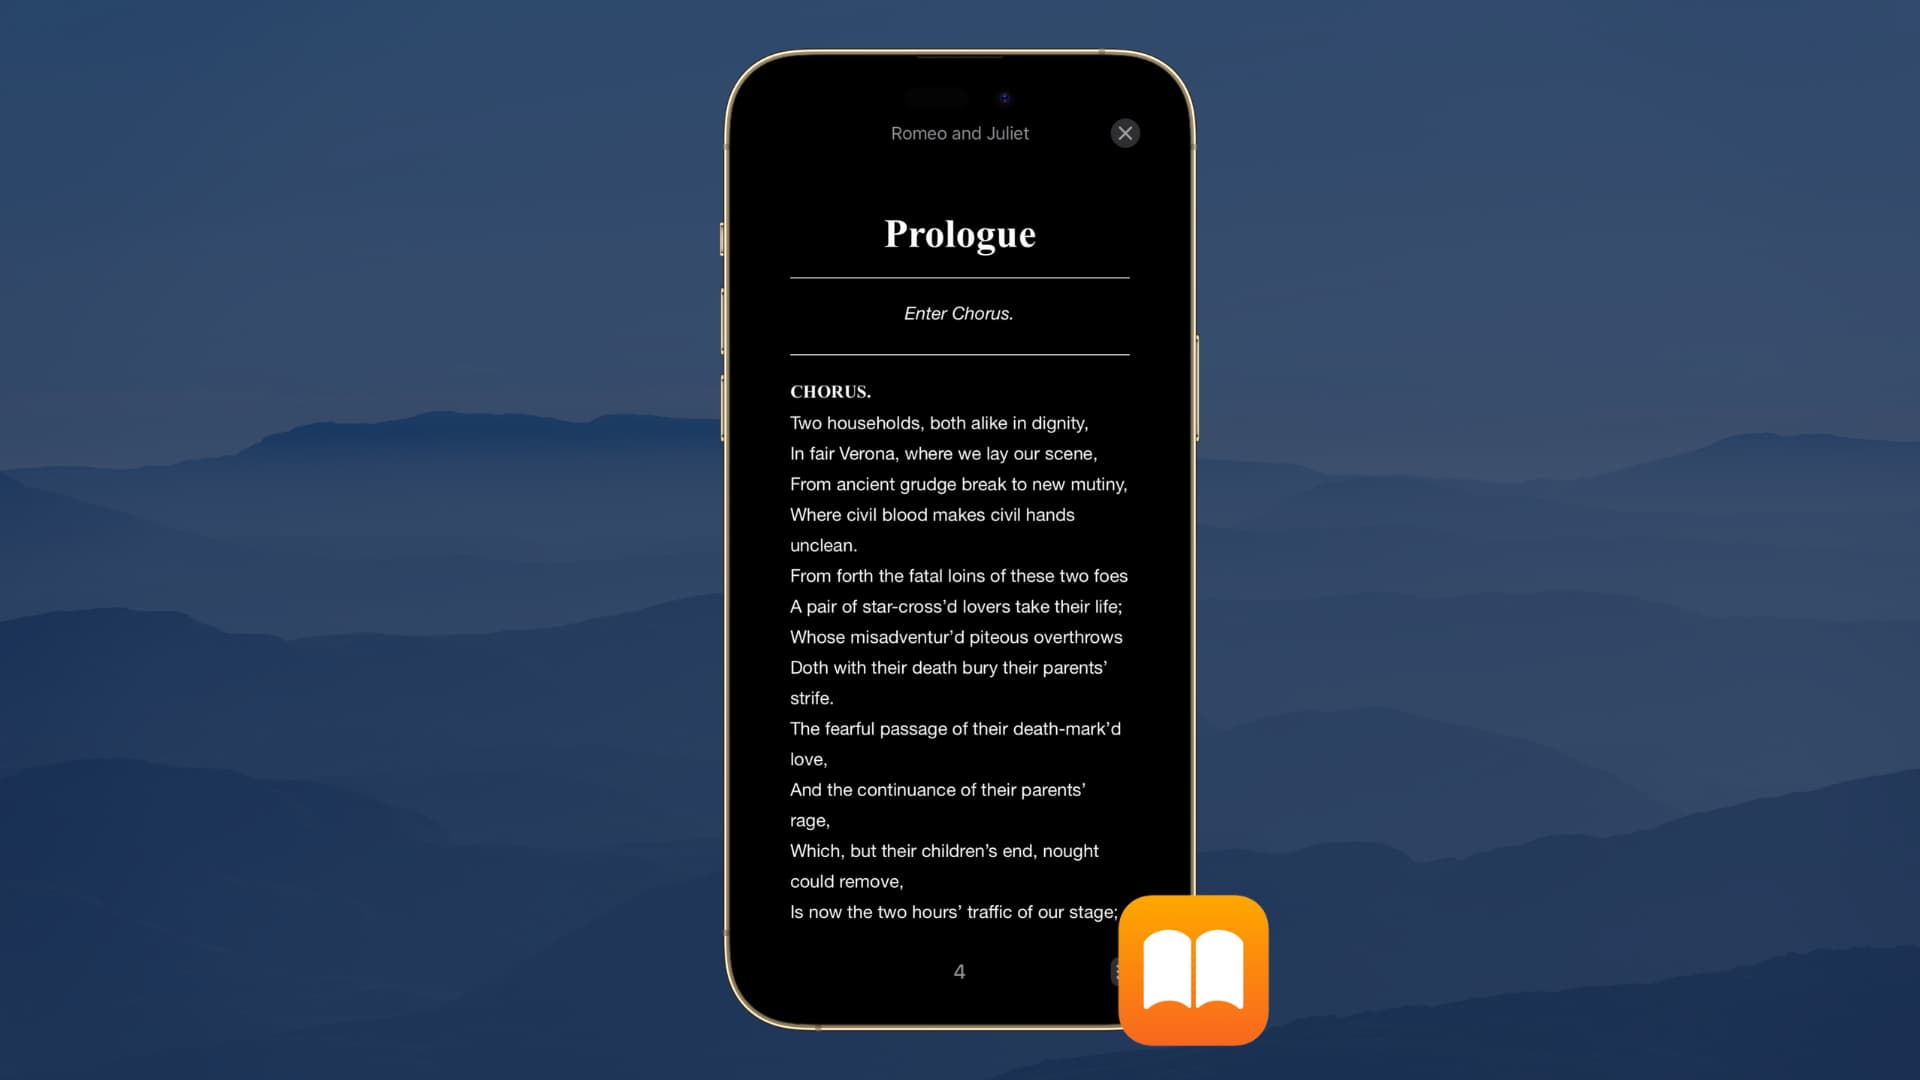 Romeo and Juliet
Prologue
Enter Chorus.
CHORUS.
Two households, both alike in dignity,
In fair Verona, where we lay our scene,
From ancient grudge break to new mutiny,
Where civil blood makes civil hands
unclean.
From forth the fatal loins of these two foes
A pair of star-cross’d lovers take their life;
Whose misadventur’d piteous overthrows
Doth with their death bury their parents’
strife.
The fearful passage of their death-mark’d
love,
And the continuance of their parents’
rage,
Which, but their children’s end, nought
could remove,
Is now the two hours’ traffic of our stage;
4